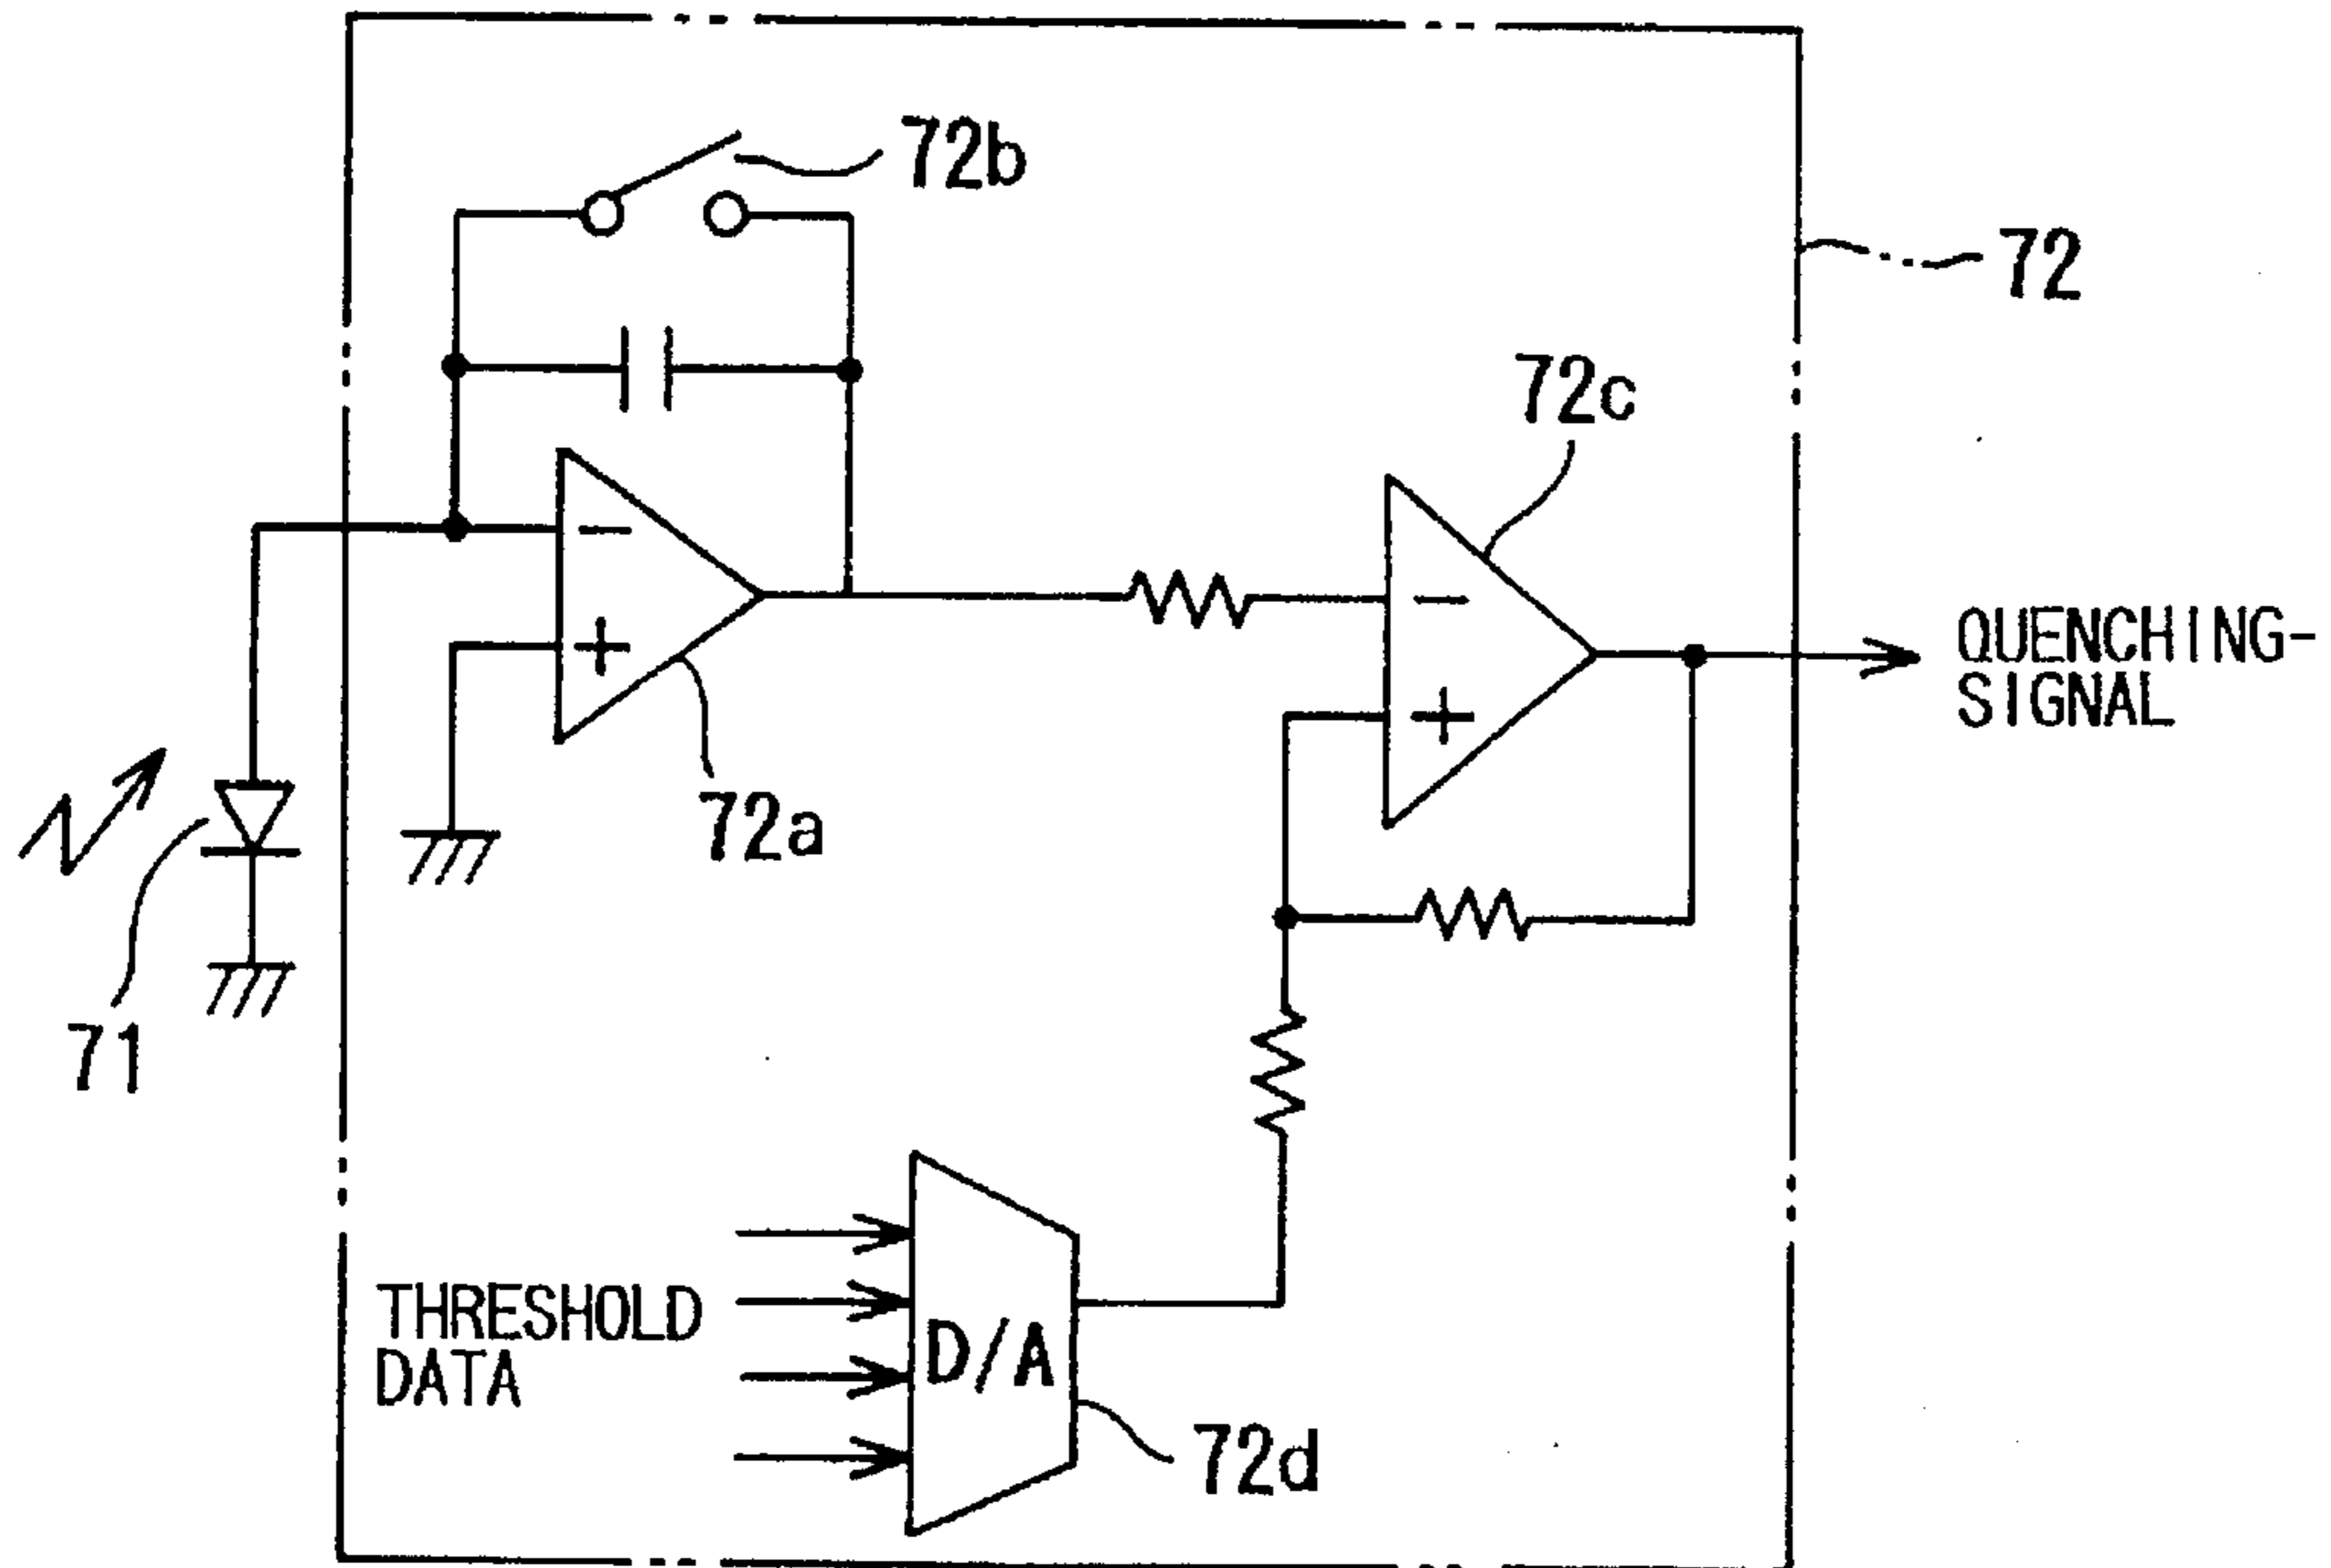 72b
72
72c
QUENCHING-
SIGNAL
−
+
−
+
72a
71
THRESHOLD
DATA
D/A
72d